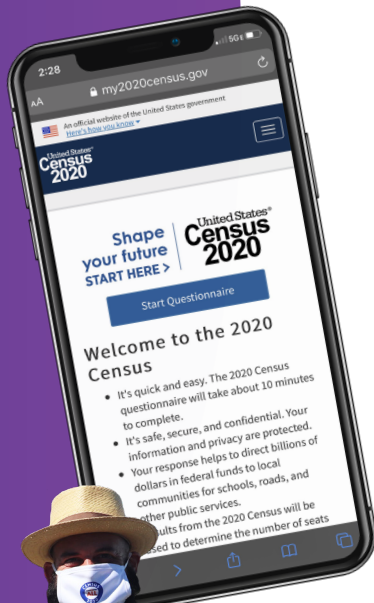 2:28
5G
AA my2020census.gov
An official website of the United States government
Here's how you know
United States®
Census
2020
Shape
your future
START HERE >
United States®
Census
2020
Start Questionnaire
Welcome to the 2020
Census
• It's quick and easy. The 2020 Census
questionnaire will take about 10 minutes
to complete.
• It's safe, secure, and confidential. Your
information and privacy are protected.
• Your response helps to direct billions of
dollars in federal funds to local
communities for schools, roads, and
other public services.
ults from the 2020 Census will be
sed to determine the number of seats